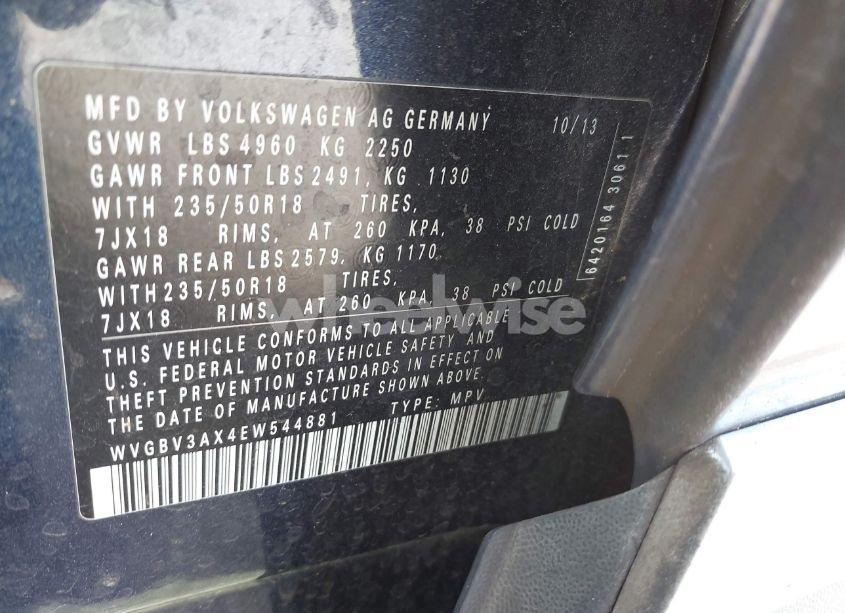 MFD BY VOLKSWAGEN AG GERMANY 10/13
GVWR LBS 4960 KG 2250
GAWR FRONT LBS 2491, KG 1130
WITH 235/50R18 TIRES,
7JX18 RIMS, AT 260 KPA, 38 PSI COLD
GAWR REAR LBS 2579, KG 1170
WITH 235/50R18 TIRES,
7JX18 RIMS, AT 260 KPA, 38 PSI COLD
THIS VEHICLE CONFORMS TO ALL APPLICABLE
U.S. FEDERAL MOTOR VEHICLE SAFETY AND
THEFT PREVENTION STANDARDS IN EFFECT ON
THE DATE OF MANUFACTURE SHOWN ABOVE.
WVGBV3AX4EW544881 TYPE: MPV
6420164 3061 1
wheelwise